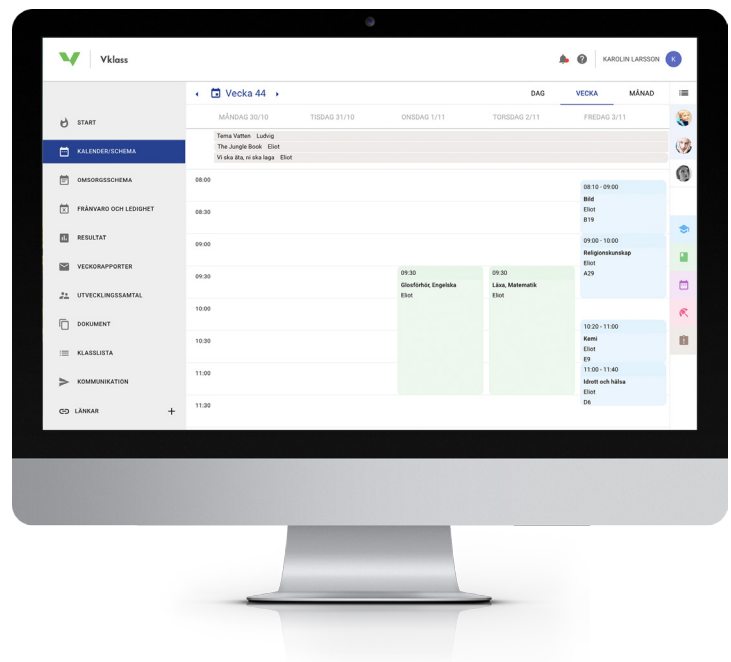 Vklass
KAROLIN LARSSON K
Vecka 44
DAG VECKA MÅNAD
MÅNDAG 30/10 TISDAG 31/10 ONSDAG 1/11 TORSDAG 2/11 FREDAG 3/11
START
KALENDER/SCHEMA
OMSORGSSCHEMA
FRÅNVARO OCH LEDIGHET
RESULTAT
VECKORAPPORTER
UTVECKLINGSSAMTAL
DOKUMENT
KLASSLISTA
KOMMUNIKATION
LÄNKAR +
Tema Vatten Ludvig
The Jungle Book Eliot
Vi ska äta, ni ska laga Eliot
08:00
08:30
09:00
09:30
10:00
10:30
11:00
11:30
09:30
Glosförhör, Engelska
Eliot
09:30
Läxa, Matematik
Eliot
08:10 - 09:00
Bild
Eliot
B19
09:00 - 10:00
Religionskunskap
Eliot
A29
10:20 - 11:00
Kemi
Eliot
E9
11:00 - 11:40
Idrott och hälsa
Eliot
D6